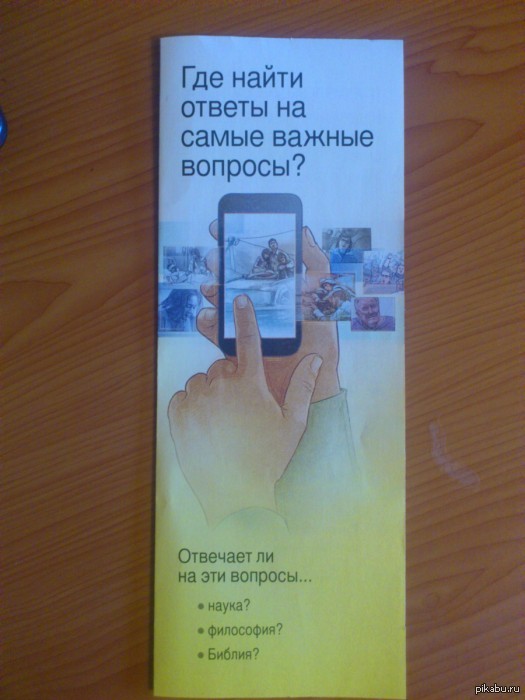 Где найти
ответы на
самые важные
вопросы?
Отвечает ли
на эти вопросы...
• наука?
• философия?
• Библия?
pikabu.ru